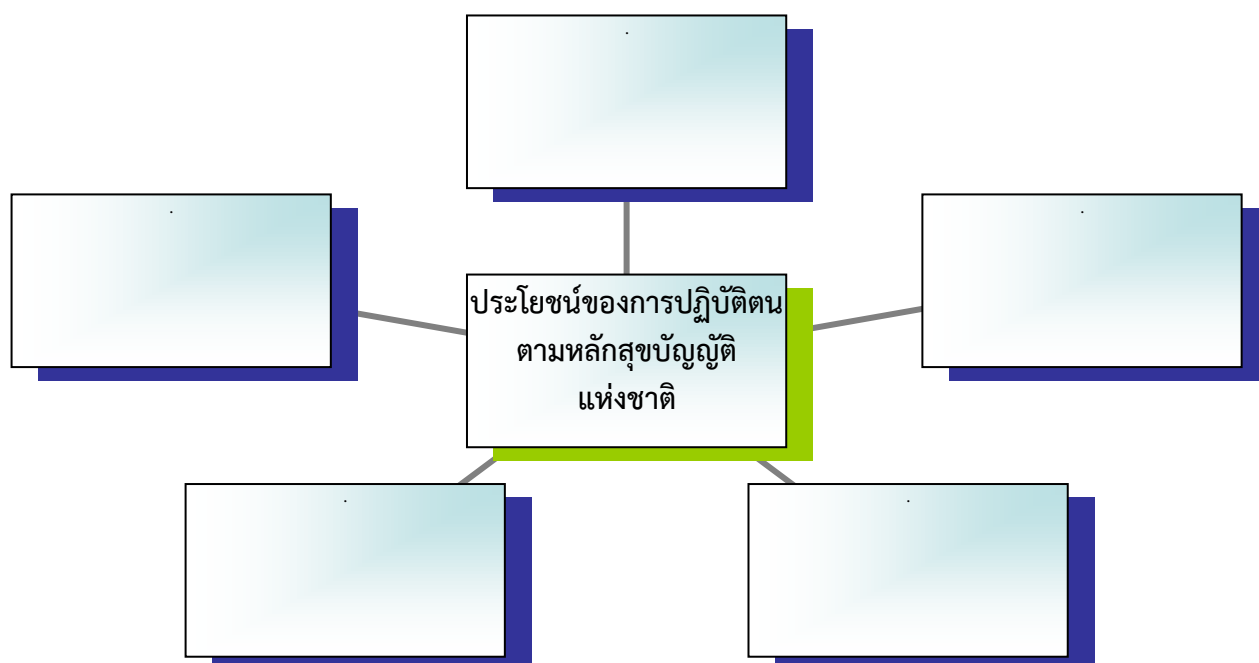 ประโยชน์ของการปฏิบัติตน
ตามหลักสุขบัญญัติ
แห่งชาติ